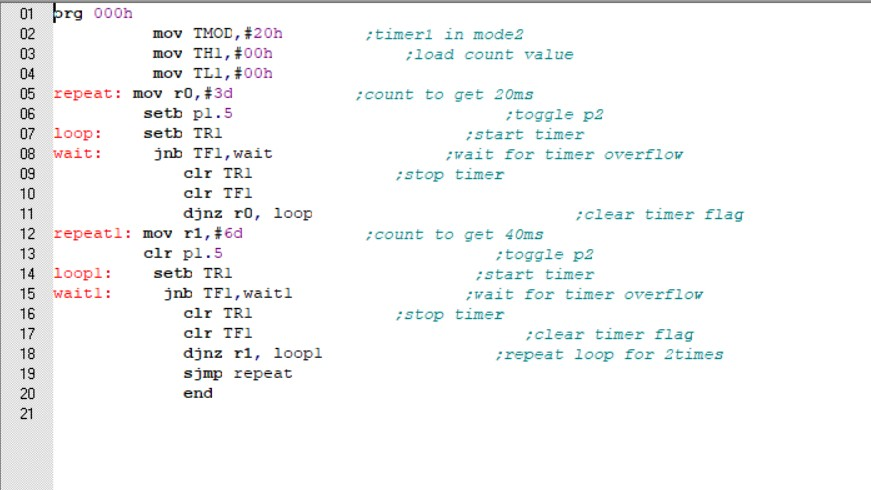 01 org 000h
02 mov TMOD,#20h ;timer1 in mode2
03 mov TH1,#00h ;load count value
04 mov TL1,#00h
05 repeat: mov r0,#3d ;count to get 20ms
06 setb p1.5 ;toggle p2
07 loop: setb TR1 ;start timer
08 wait: jnb TF1,wait ;wait for timer overflow
09 clr TR1 ;stop timer
10 clr TF1
11 djnz r0, loop ;clear timer flag
12 repeat1: mov r1,#6d ;count to get 40ms
13 clr p1.5 ;toggle p2
14 loop1: setb TR1 ;start timer
15 wait1: jnb TF1,wait1 ;wait for timer overflow
16 clr TR1 ;stop timer
17 clr TF1 ;clear timer flag
18 djnz r1, loop1 ;repeat loop for 2times
19 sjmp repeat
20 end
21